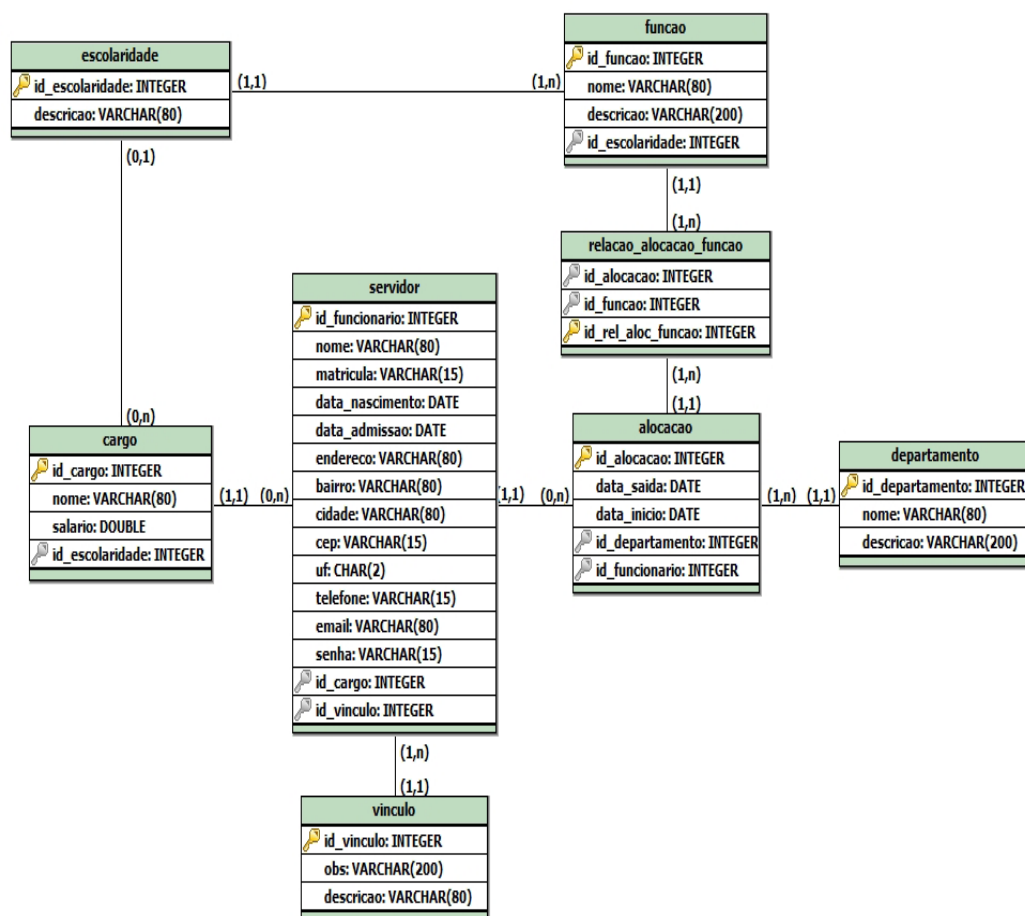 escolaridade
id_escolaridade: INTEGER
descricao: VARCHAR(80)
(1,1)
(1,n)
funcao
id_funcao: INTEGER
nome: VARCHAR(80)
descricao: VARCHAR(200)
id_escolaridade: INTEGER
(0,1)
(1,1)
(1,n)
relacao_alocacao_funcao
id_alocacao: INTEGER
id_funcao: INTEGER
id_rel_aloc_funcao: INTEGER
(1,n)
(1,1)
servidor
id_funcionario: INTEGER
nome: VARCHAR(80)
matricula: VARCHAR(15)
data_nascimento: DATE
data_admissao: DATE
endereco: VARCHAR(80)
bairro: VARCHAR(80)
cidade: VARCHAR(80)
cep: VARCHAR(15)
uf: CHAR(2)
telefone: VARCHAR(15)
email: VARCHAR(80)
senha: VARCHAR(15)
id_cargo: INTEGER
id_vinculo: INTEGER
(0,n)
cargo
id_cargo: INTEGER
nome: VARCHAR(80)
salario: DOUBLE
id_escolaridade: INTEGER
(1,1)
(0,n)
(1,1)
(0,n)
alocacao
id_alocacao: INTEGER
data_saida: DATE
data_inicio: DATE
id_departamento: INTEGER
id_funcionario: INTEGER
(1,n)
(1,1)
departamento
id_departamento: INTEGER
nome: VARCHAR(80)
descricao: VARCHAR(200)
(1,n)
(1,1)
vinculo
id_vinculo: INTEGER
obs: VARCHAR(200)
descricao: VARCHAR(80)